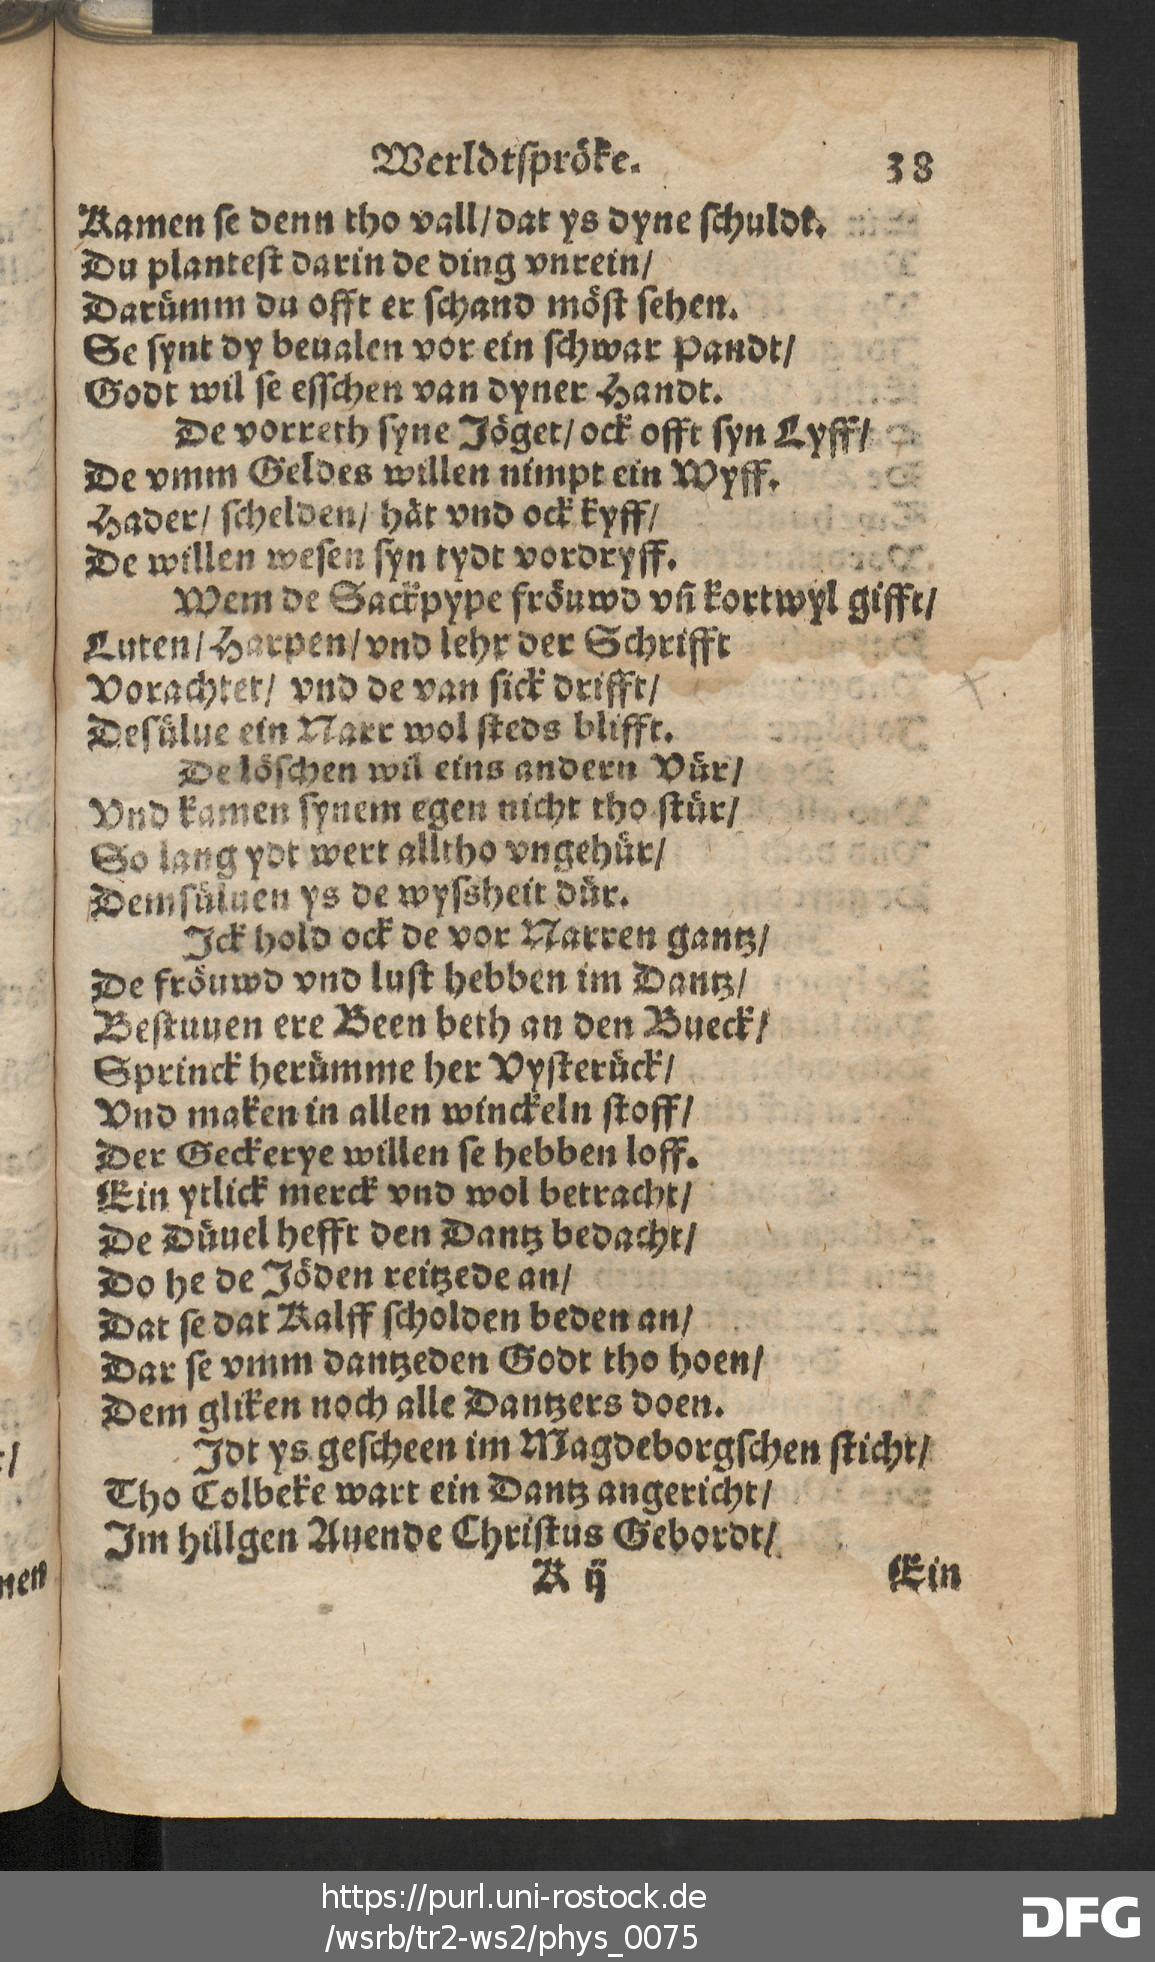 Werldtspröke. 38
Kamen se denn tho vall/dat ys dyne schuldt.
Du plantest darin de ding vnrein/
Darümm du offt er schand möst sehen.
Se synt dy beualen vor ein schwar Pandt/
Godt wil se esschen van dyner Handt.
De vorreth syne Jöget/ ock offt syn Lyff/
De vmm Geldes willen nimpt ein Wyff.
Hader/ schelden/ hät vnd ock kyff/
De willen wesen syn tydt vordryff.
Wem de Sackpype fröuwd vñ kortwyl gifft/
Luten/ Harpen/ vnd lehr der Schrifft
Vorachtet/ vnd de van sick drifft/
Desülue ein Narr wol steds blifft.
De löschen wil eins andern Vür/
Vnd kamen synem egen nicht tho stür/
So lang ydt wert alltho vngehür/
Demsüluen ys de wyssheit dür.
Jck hold ock de vor Narren gantz/
De fröuwd vnd lust hebben im Dantz/
Bestuuen ere Been beth an den Bueck/
Sprinck herümme her Vysterück/
Vnd maken in allen winckeln stoff/
Der Geckerye willen se hebben loff.
Ein ytlick merck vnd wol betracht/
De Düuel hefft den Dantz bedacht/
Do he de Jöden reitzede an/
Dat se dat Kalff scholden beden an/
Dar se vmm dantzeden Godt tho hoen/
Dem gliken noch alle Dantzers doen.
Jdt ys gescheen im Magdeborgschen sticht/
Tho Colbeke wart ein Dantz angericht/
Im hillgen Auende Christus Gebordt/
K ij Ein
https://purl.uni-rostock.de
/wsrb/tr2-ws2/phys_0075
DFG